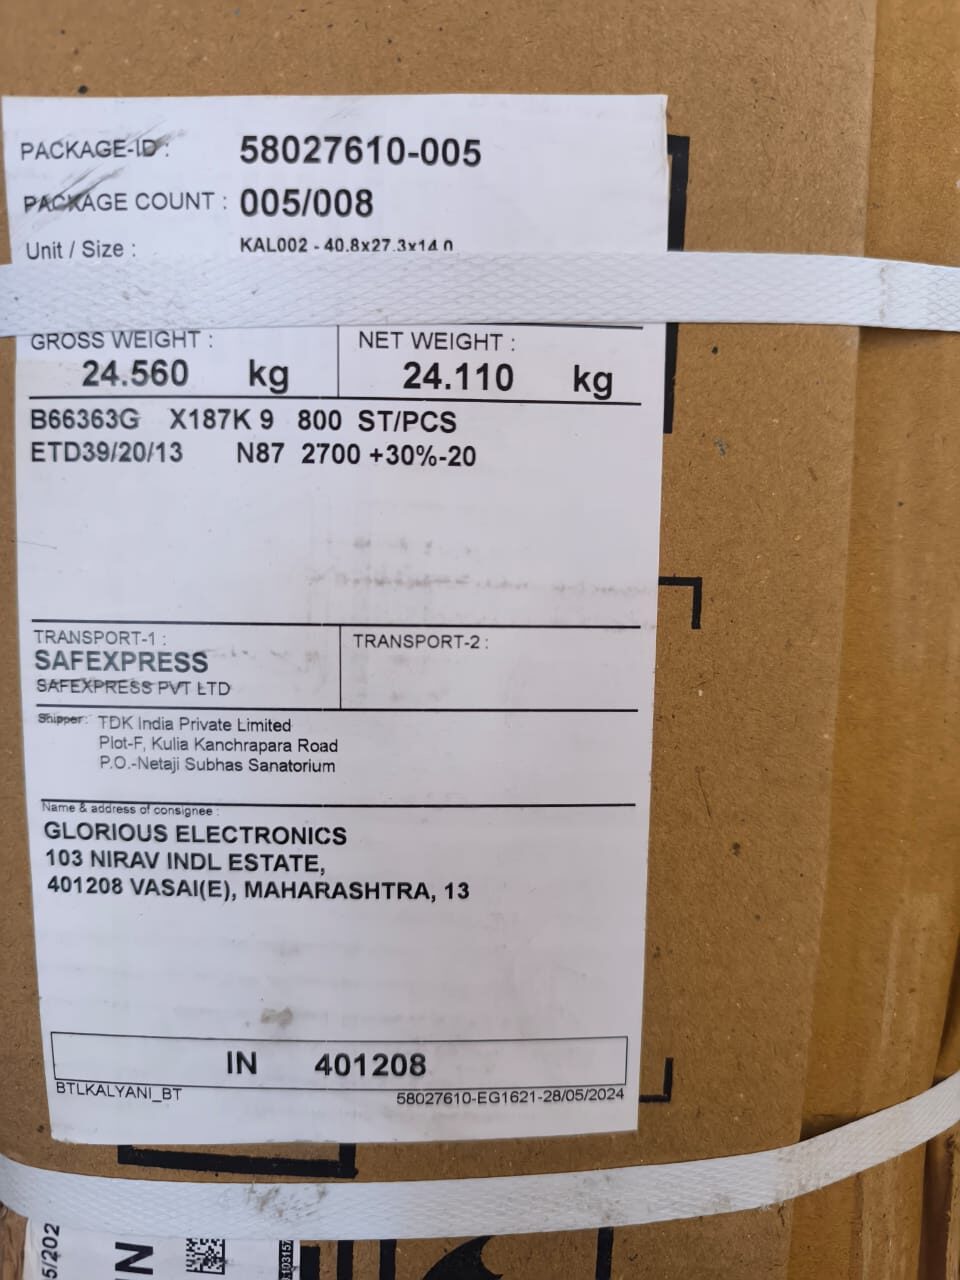 PACKAGE-ID : 58027610-005
PACKAGE COUNT : 005/008
Unit / Size : KAL002 - 40.8x27.3x14.0
GROSS WEIGHT : 24.560 kg
NET WEIGHT : 24.110 kg
B66363G X187K 9 800 ST/PCS
ETD39/20/13 N87 2700 +30%-20
TRANSPORT-1 :
SAFEXPRESS
SAFEXPRESS PVT LTD
TRANSPORT-2 :
Shipper: TDK India Private Limited
Plot-F, Kulia Kanchrapara Road
P.O.-Netaji Subhas Sanatorium
Name & address of consignee :
GLORIOUS ELECTRONICS
103 NIRAV INDL ESTATE,
401208 VASAI(E), MAHARASHTRA, 13
IN 401208
BTLKALYANI_BT 58027610-EG1621-28/05/2024
5/202